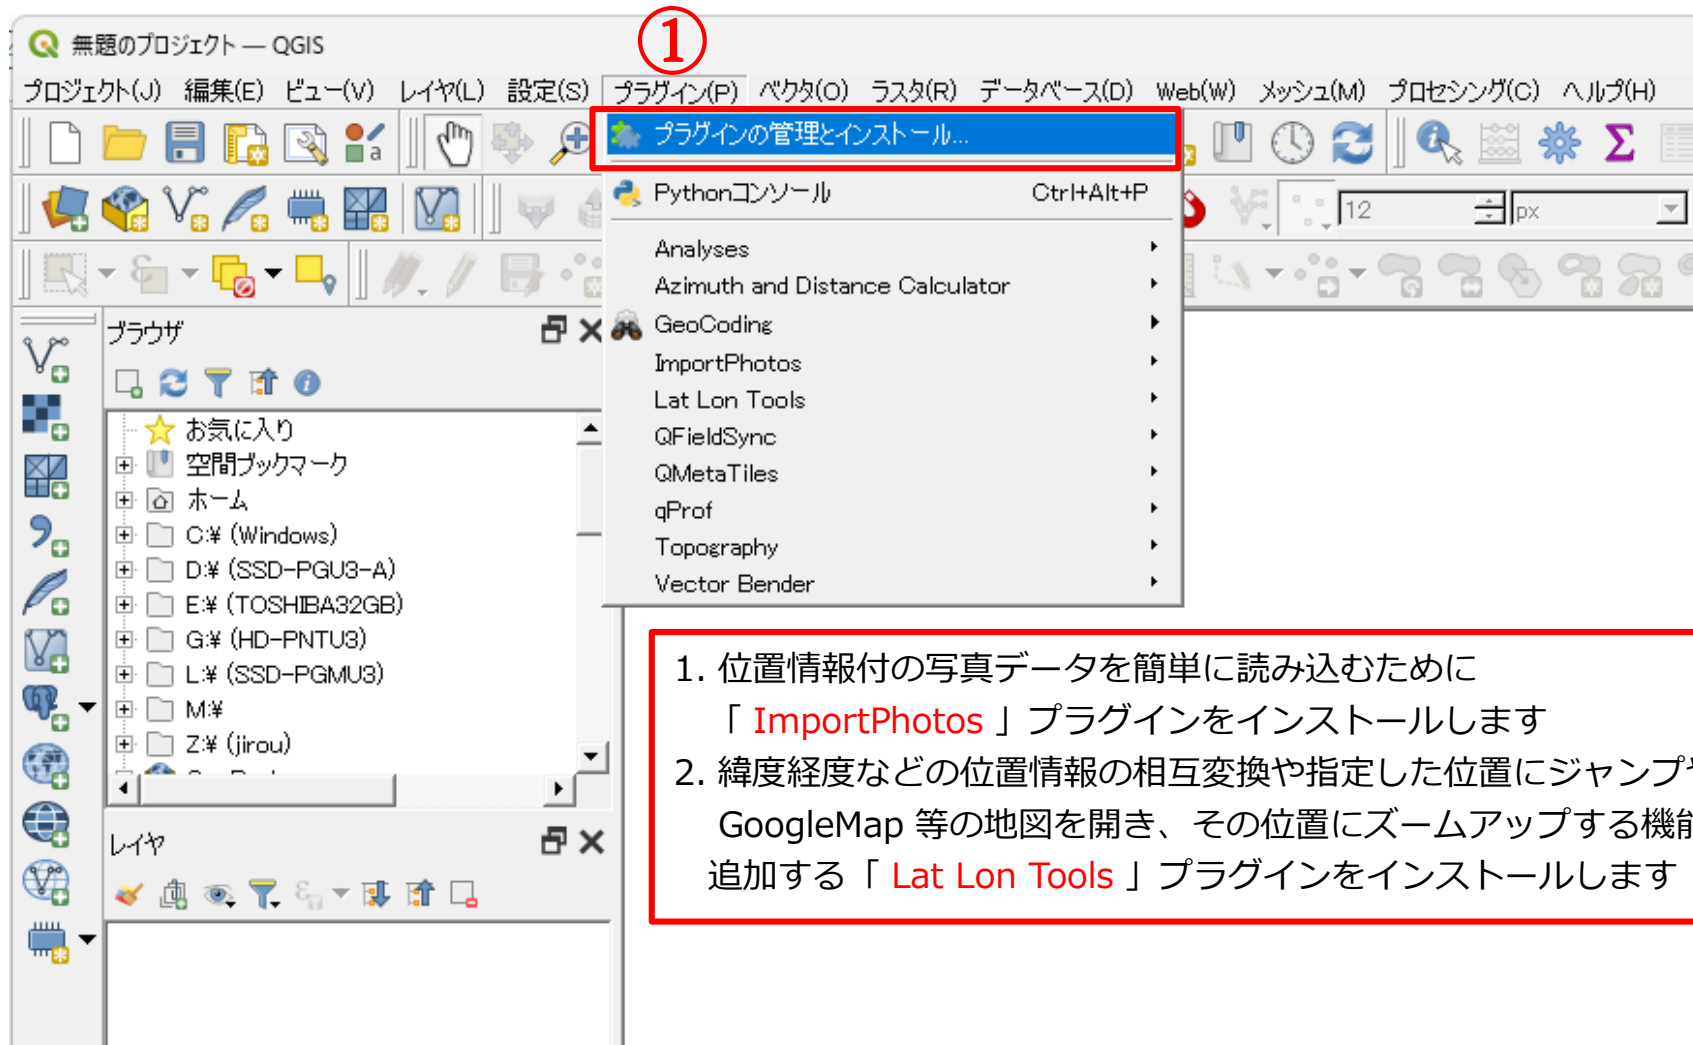 ①
無題のプロジェクト — QGIS
プロジェクト(J) 編集(E) ビュー(V) レイヤ(L) 設定(S) プラグイン(P) ベクタ(O) ラスタ(R) データベース(D) Web(W) メッシュ(M) プロセシング(C) ヘルプ(H)
プラグインの管理とインストール...
Pythonコンソール Ctrl+Alt+P
12 px
Analyses
Azimuth and Distance Calculator
GeoCoding
ImportPhotos
Lat Lon Tools
QFieldSync
QMetaTiles
qProf
Topography
Vector Bender
ブラウザ
お気に入り
空間ブックマーク
ホーム
C:¥ (Windows)
D:¥ (SSD-PGU3-A)
E:¥ (TOSHIBA32GB)
G:¥ (HD-PNTU3)
L:¥ (SSD-PGMU3)
M:¥
Z:¥ (jirou)
レイヤ
1. 位置情報付の写真データを簡単に読み込むために
「 ImportPhotos 」プラグインをインストールします
2. 緯度経度などの位置情報の相互変換や指定した位置にジャンプや
GoogleMap 等の地図を開き、その位置にズームアップする機能
追加する「 Lat Lon Tools 」プラグインをインストールします